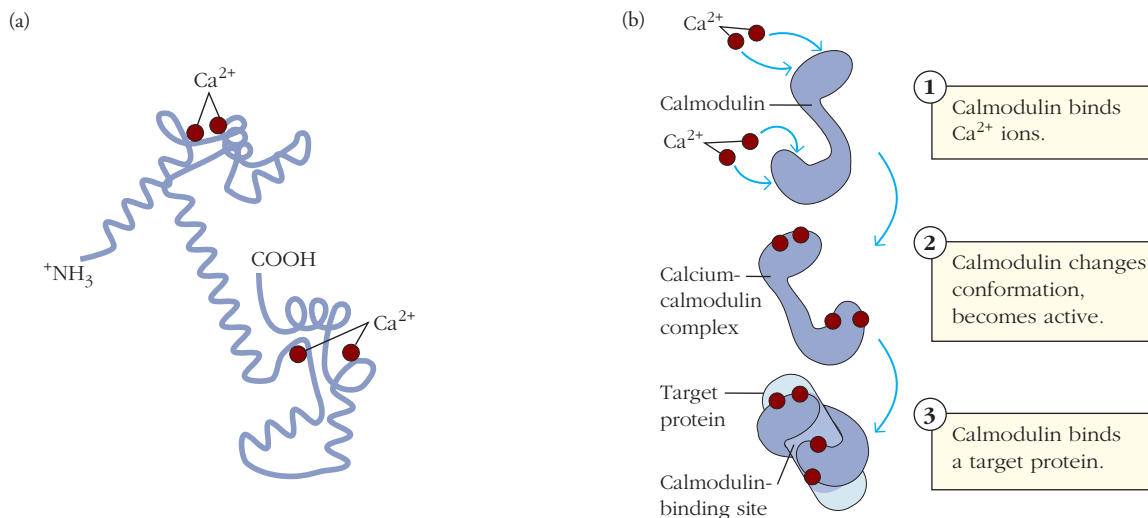 (a)
Ca²⁺
⁺NH₃
COOH
Ca²⁺
(b)
Ca²⁺
Calmodulin
Ca²⁺
1
Calmodulin binds
Ca²⁺ ions.
Calcium-
calmodulin
complex
2
Calmodulin changes
conformation,
becomes active.
Target
protein
Calmodulin-
binding site
3
Calmodulin binds
a target protein.